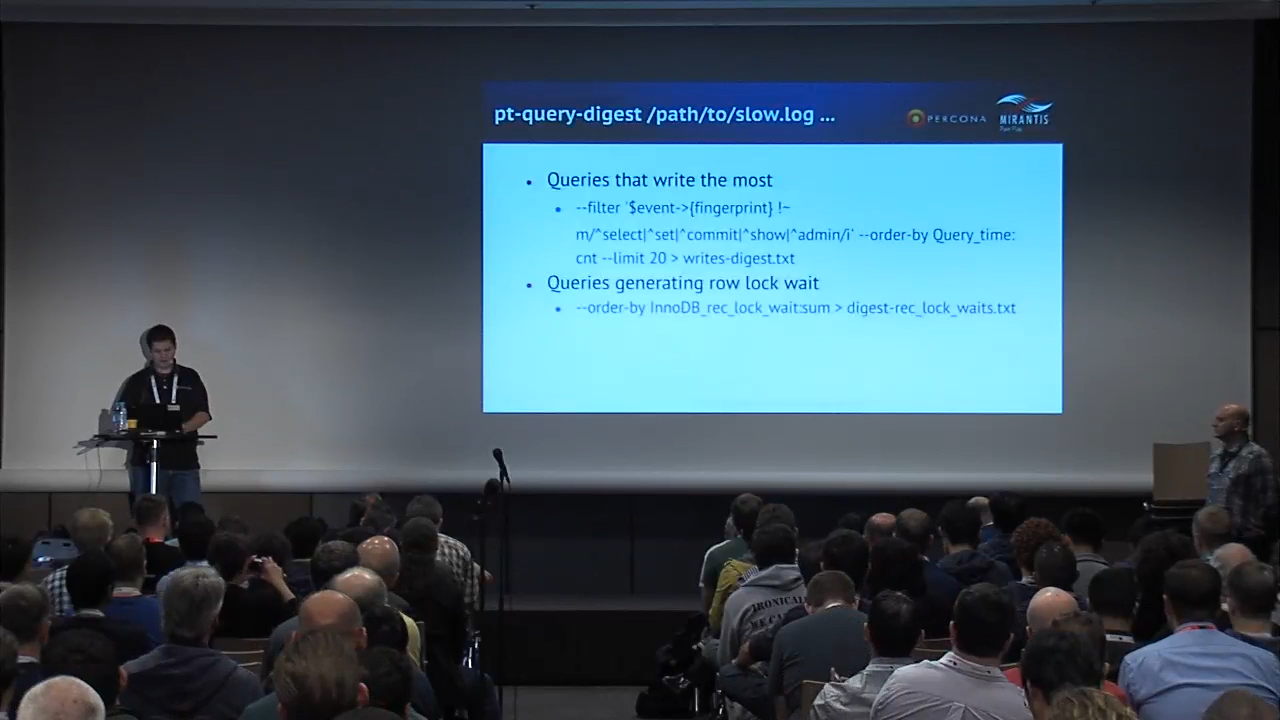 pt-query-digest /path/to/slow.log ...
PERCONA
MIRANTIS
• Queries that write the most
• --filter '$event->{fingerprint} !~
m/^select|^set|^commit|^show|^admin/i' --order-by Query_time:
cnt --limit 20 > writes-digest.txt
• Queries generating row lock wait
• --order-by InnoDB_rec_lock_wait:sum > digest-rec_lock_waits.txt